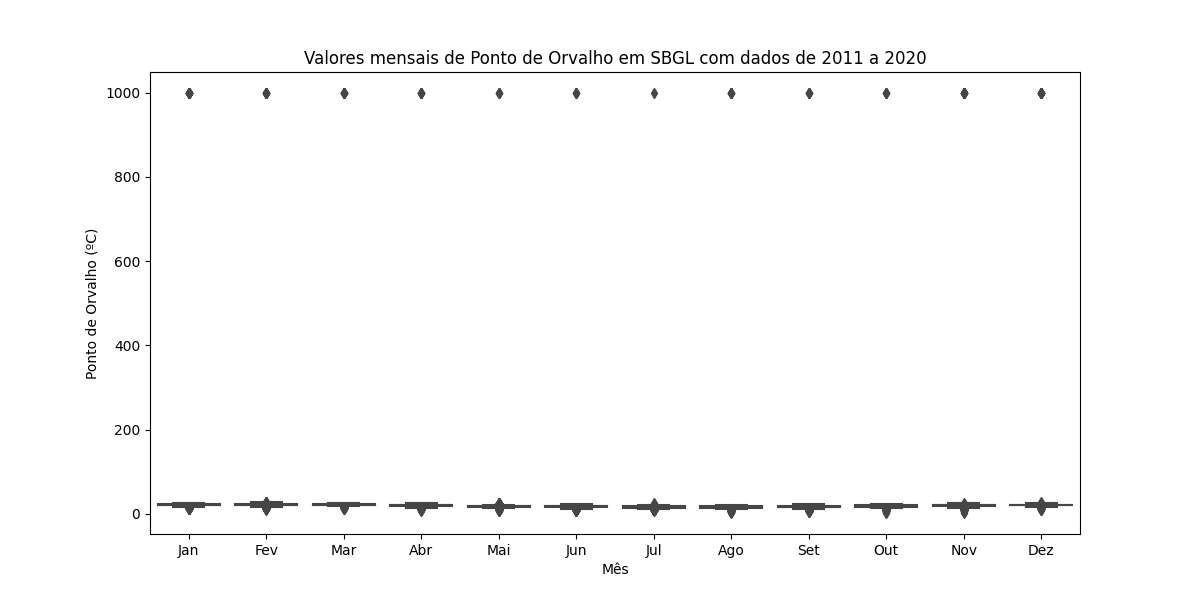 Valores mensais de Ponto de Orvalho em SBGL com dados de 2011 a 2020
1000
800
600
400
200
0
Ponto de Orvalho (ºC)
Jan Fev Mar Abr Mai Jun Jul Ago Set Out Nov Dez
Mês